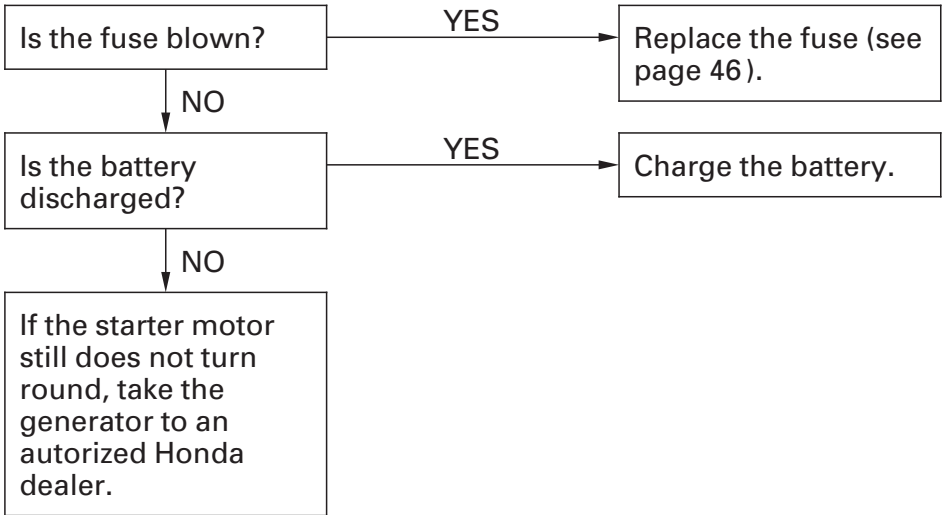 Is the fuse blown?
YES
Replace the fuse (see
page 46).
NO
Is the battery
discharged?
YES
Charge the battery.
NO
If the starter motor
still does not turn
round, take the
generator to an
autorized Honda
dealer.